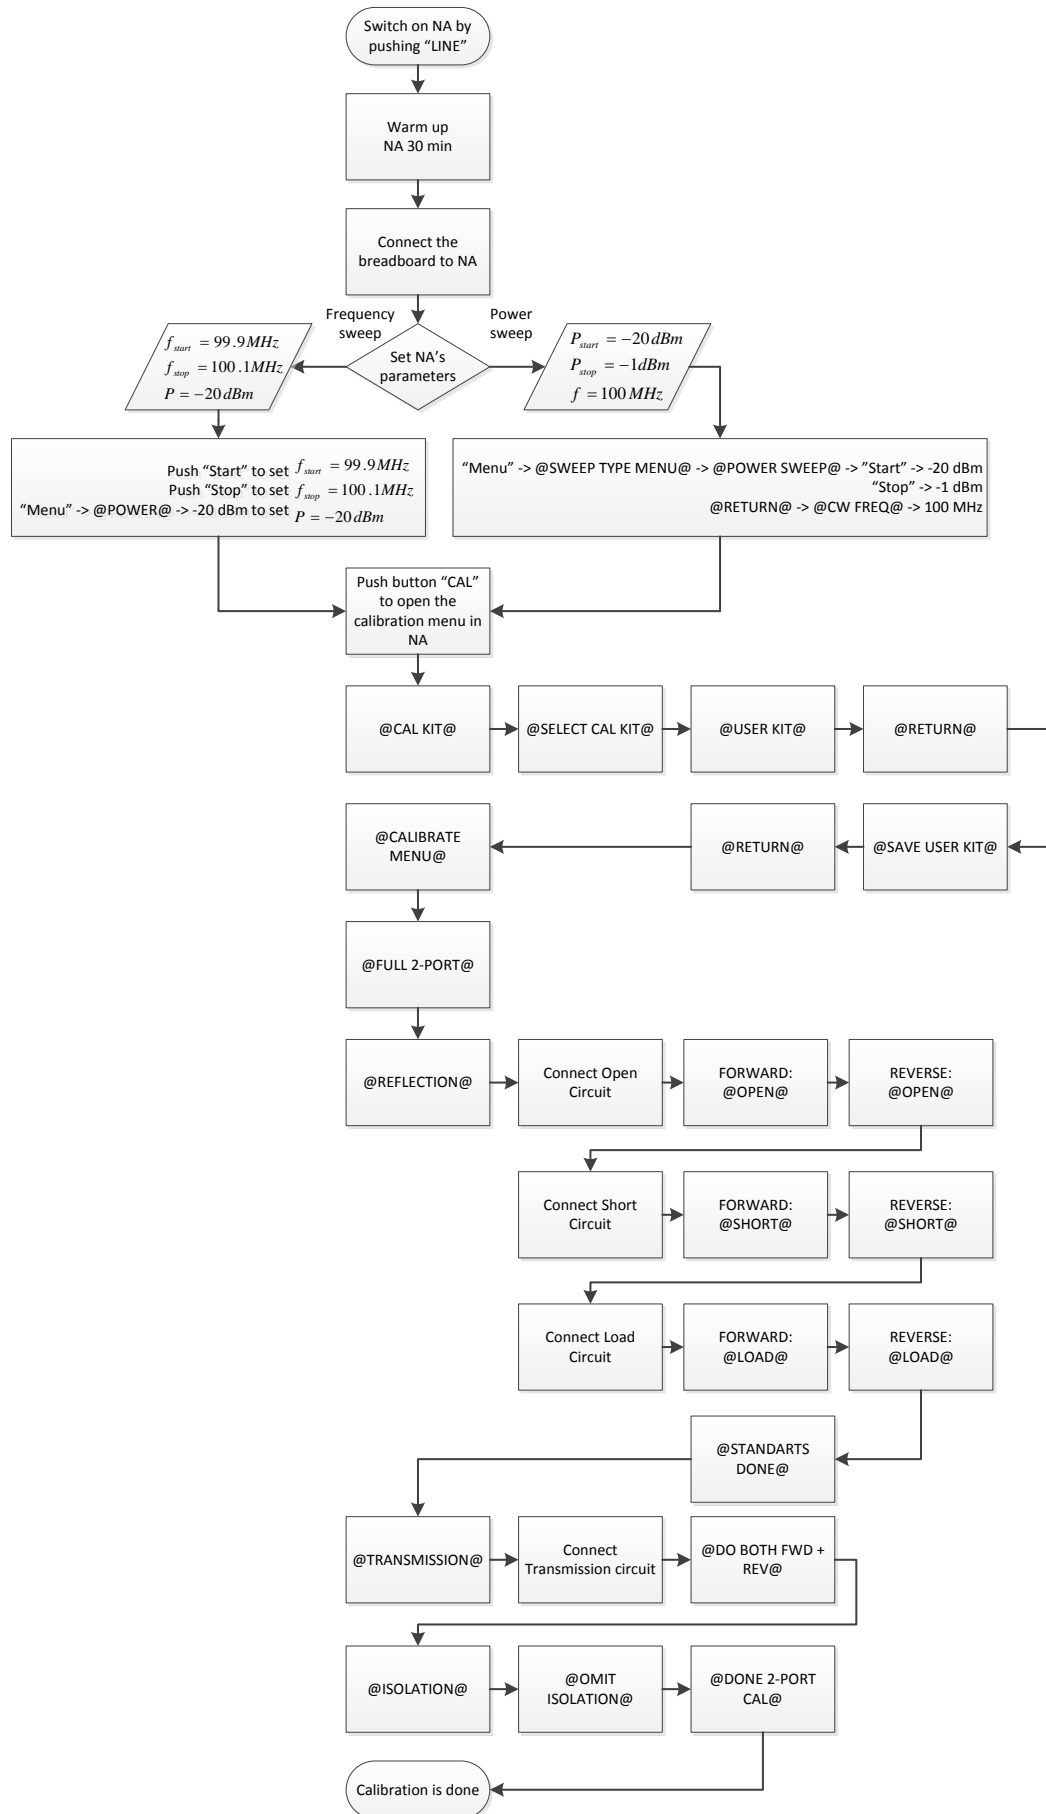 Switch on NA by
pushing “LINE”
Warm up
NA 30 min
Connect the
breadboard to NA
Frequency
sweep
Power
sweep
Set NA’s
parameters
f_start = 99.9MHz
f_stop = 100.1MHz
P = −20dBm
P_start = −20dBm
P_stop = −1dBm
f = 100MHz
Push “Start” to set f_start = 99.9MHz
Push “Stop” to set f_stop = 100.1MHz
“Menu” -> @POWER@ -> -20 dBm to set P = −20dBm
“Menu” -> @SWEEP TYPE MENU@ -> @POWER SWEEP@ -> ”Start” -> -20 dBm
“Stop” -> -1 dBm
@RETURN@ -> @CW FREQ@ -> 100 MHz
Push button “CAL”
to open the
calibration menu in
NA
@CAL KIT@
@SELECT CAL KIT@
@USER KIT@
@RETURN@
@SAVE USER KIT@
@RETURN@
@CALIBRATE
MENU@
@FULL 2-PORT@
@REFLECTION@
Connect Open
Circuit
FORWARD:
@OPEN@
REVERSE:
@OPEN@
Connect Short
Circuit
FORWARD:
@SHORT@
REVERSE:
@SHORT@
Connect Load
Circuit
FORWARD:
@LOAD@
REVERSE:
@LOAD@
@STANDARTS
DONE@
@TRANSMISSION@
Connect
Transmission circuit
@DO BOTH FWD +
REV@
@ISOLATION@
@OMIT
ISOLATION@
@DONE 2-PORT
CAL@
Calibration is done